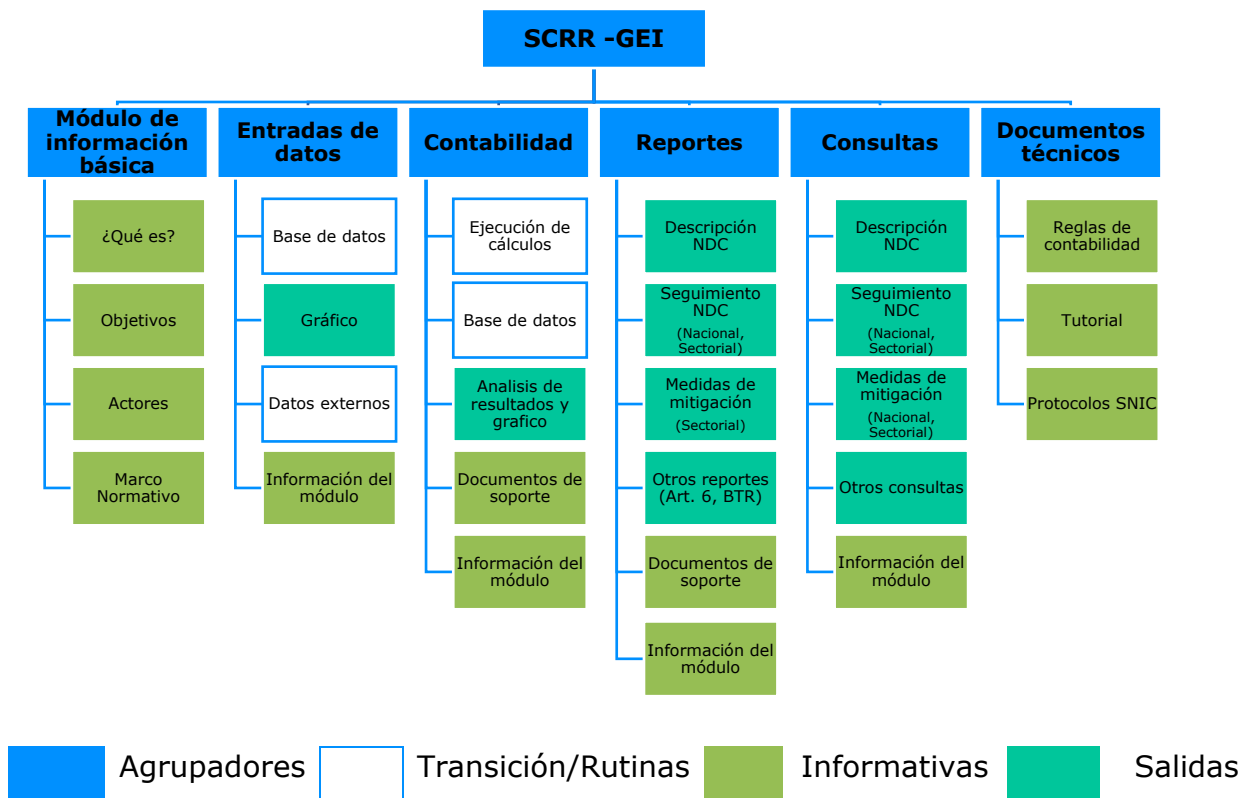 SCRR -GEI
Módulo de
información
básica
¿Qué es?
Objetivos
Actores
Marco
Normativo
Entradas de
datos
Base de datos
Gráfico
Datos externos
Información del
módulo
Contabilidad
Ejecución de
cálculos
Base de datos
Analisis de
resultados y
grafico
Documentos de
soporte
Información del
módulo
Reportes
Descripción
NDC
Seguimiento
NDC
(Nacional,
Sectorial)
Medidas de
mitigación
(Sectorial)
Otros reportes
(Art. 6, BTR)
Documentos de
soporte
Información del
módulo
Consultas
Descripción
NDC
Seguimiento
NDC
(Nacional,
Sectorial)
Medidas de
mitigación
(Nacional,
Sectorial)
Otros consultas
Información del
módulo
Documentos
técnicos
Reglas de
contabilidad
Tutorial
Protocolos SNIC
Agrupadores
Transición/Rutinas
Informativas
Salidas